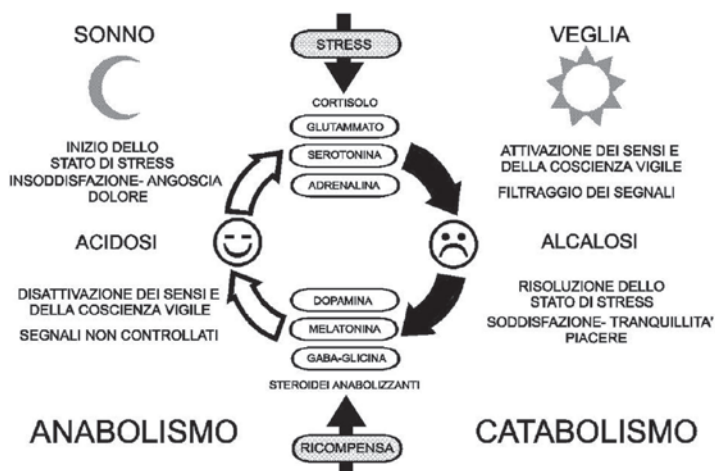 SONNO
STRESS
VEGLIA
CORTISOLO
GLUTAMMATO
SEROTONINA
ADRENALINA
INIZIO DELLO
STATO DI STRESS
INSODDISFAZIONE- ANGOSCIA
DOLORE
ATTIVAZIONE DEI SENSI E
DELLA COSCIENZA VIGILE
FILTRAGGIO DEI SEGNALI
ACIDOSI
ALCALOSI
DISATTIVAZIONE DEI SENSI E
DELLA COSCIENZA VIGILE
SEGNALI NON CONTROLLATI
DOPAMINA
MELATONINA
GABA-GLICINA
STEROIDEI ANABOLIZZANTI
RISOLUZIONE DELLO
STATO DI STRESS
SODDISFAZIONE- TRANQUILLITA'
PIACERE
ANABOLISMO
RICOMPENSA
CATABOLISMO